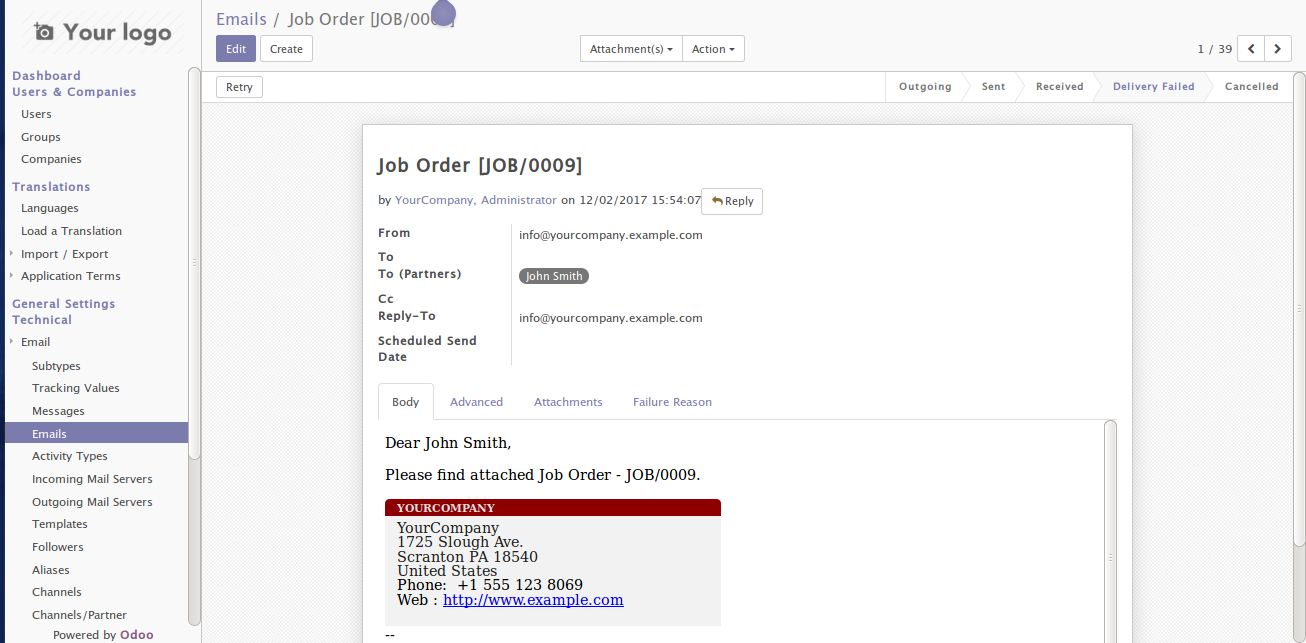 Your logo
Dashboard
Users & Companies
Users
Groups
Companies
Translations
Languages
Load a Translation
Import / Export
Application Terms
General Settings
Technical
Email
Subtypes
Tracking Values
Messages
Emails
Activity Types
Incoming Mail Servers
Outgoing Mail Servers
Templates
Followers
Aliases
Channels
Channels/Partner
Powered by Odoo
Emails / Job Order [JOB/00
Edit Create Attachment(s) Action 1 / 39
Retry Outgoing Sent Received Delivery Failed Cancelled
Job Order [JOB/0009]
by YourCompany, Administrator on 12/02/2017 15:54:07 Reply
From info@yourcompany.example.com
To
To (Partners) John Smith
Cc
Reply-To info@yourcompany.example.com
Scheduled Send
Date
Body Advanced Attachments Failure Reason
Dear John Smith,
Please find attached Job Order - JOB/0009.
YOURCOMPANY
YourCompany
1725 Slough Ave.
Scranton PA 18540
United States
Phone: +1 555 123 8069
Web : http://www.example.com
--